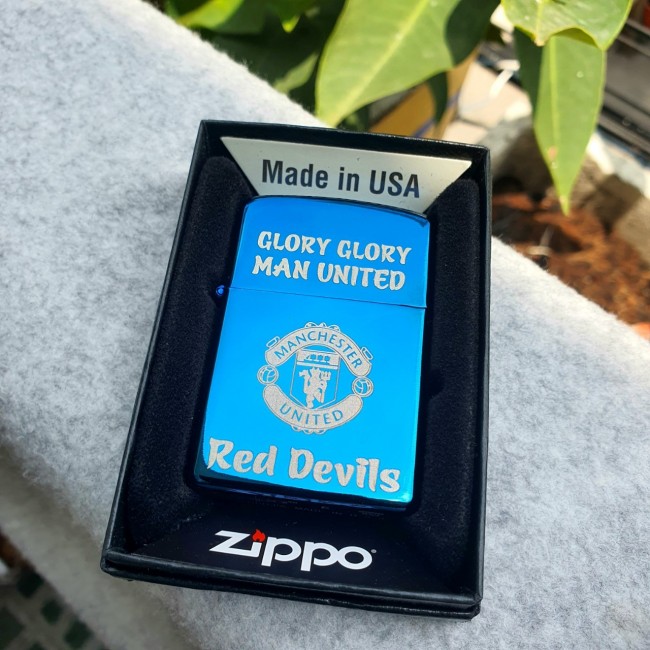 Made in USA
GLORY GLORY
MAN UNITED
MANCHESTER
UNITED
Red Devils
zippo